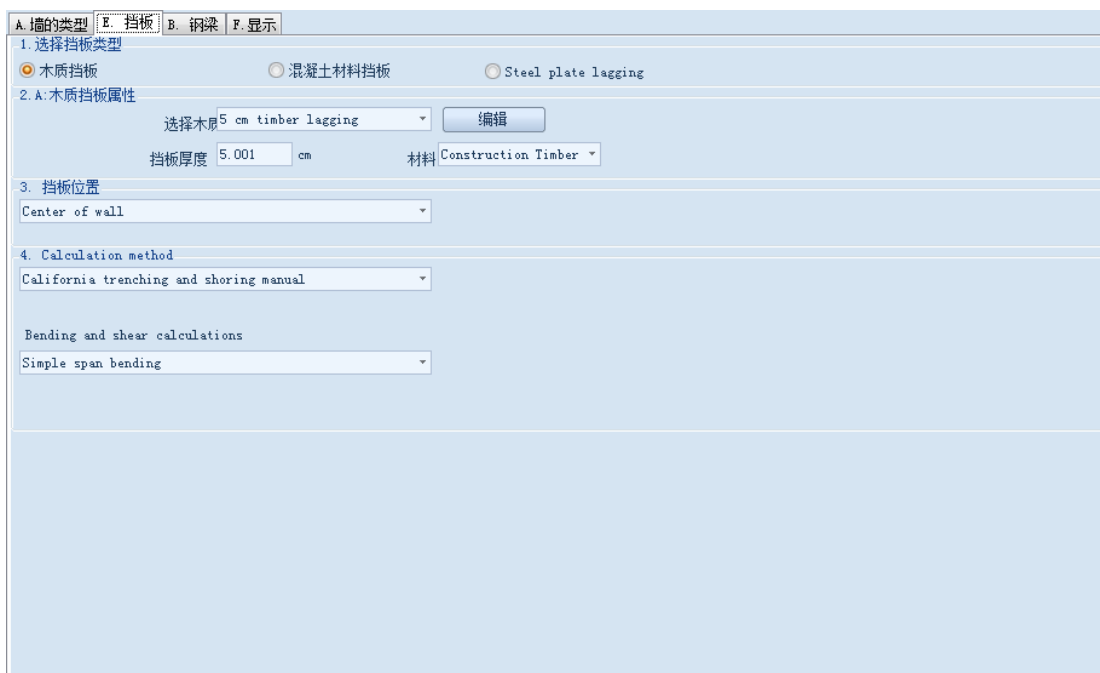 A.墙的类型 E. 挡板 B. 钢梁 F.显示
1.选择挡板类型
木质挡板 混凝土材料挡板 Steel plate lagging
2.A:木质挡板属性
选择木质 5 cm timber lagging 编辑
挡板厚度 5.001 cm 材料 Construction Timber
3. 挡板位置
Center of wall
4. Calculation method
California trenching and shoring manual
Bending and shear calculations
Simple span bending